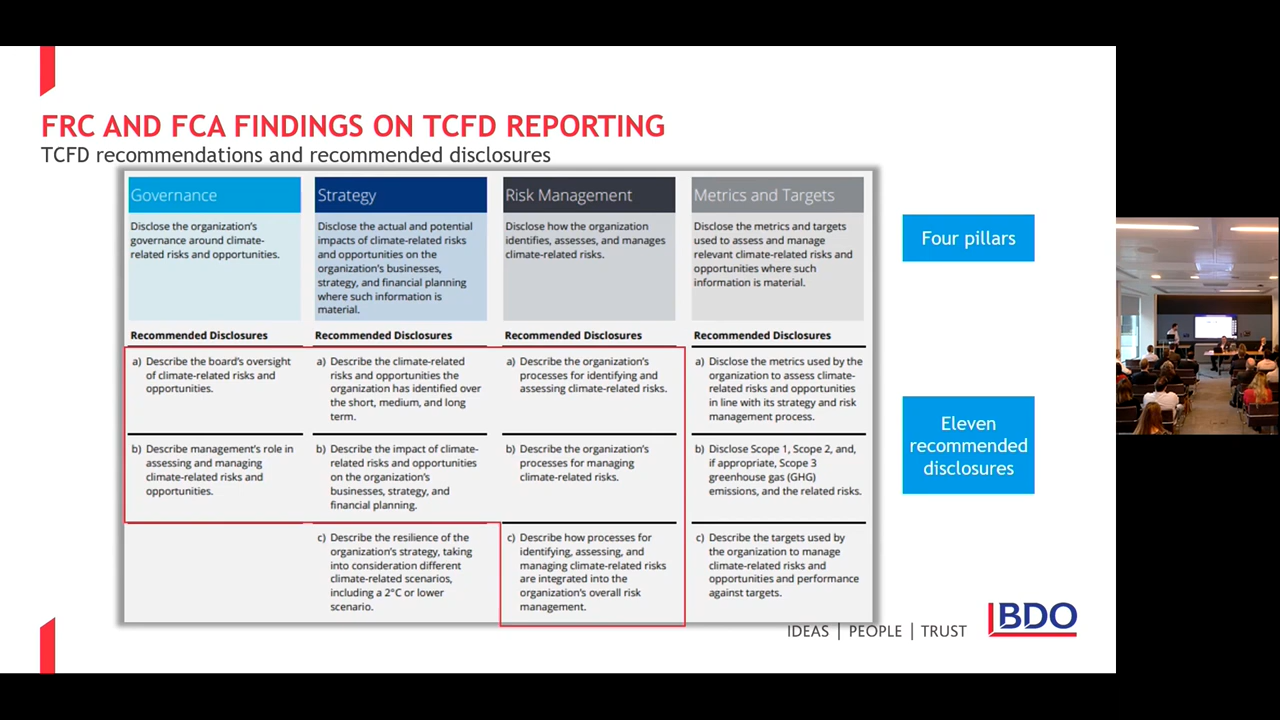 FRC AND FCA FINDINGS ON TCFD REPORTING
TCFD recommendations and recommended disclosures
Governance
Disclose the organization's
governance around climate-
related risks and opportunities.
Recommended Disclosures
a) Describe the board's oversight
of climate-related risks and
opportunities.
b) Describe management's role in
assessing and managing
climate-related risks and
opportunities.
Strategy
Disclose the actual and potential
impacts of climate-related risks
and opportunities on the
organization's businesses,
strategy, and financial planning
where such information is
material.
Recommended Disclosures
a) Describe the climate-related
risks and opportunities the
organization has identified over
the short, medium, and long
term.
b) Describe the impact of climate-
related risks and opportunities
on the organization's
businesses, strategy, and
financial planning.
c) Describe the resilience of the
organization's strategy, taking
into consideration different
climate-related scenarios,
including a 2°C or lower
scenario.
Risk Management
Disclose how the organization
identifies, assesses, and manages
climate-related risks.
Recommended Disclosures
a) Describe the organization's
processes for identifying and
assessing climate-related risks.
b) Describe the organization's
processes for managing
climate-related risks.
c) Describe how processes for
identifying, assessing, and
managing climate-related risks
are integrated into the
organization's overall risk
management.
Metrics and Targets
Disclose the metrics and targets
used to assess and manage
relevant climate-related risks and
opportunities where such
information is material.
Recommended Disclosures
a) Disclose the metrics used by the
organization to assess climate-
related risks and opportunities
in line with its strategy and risk
management process.
b) Disclose Scope 1, Scope 2, and,
if appropriate, Scope 3
greenhouse gas (GHG)
emissions, and the related risks.
c) Describe the targets used by
the organization to manage
climate-related risks and
opportunities and performance
against targets.
Four pillars
Eleven
recommended
disclosures
IDEAS | PEOPLE | TRUST
BDO